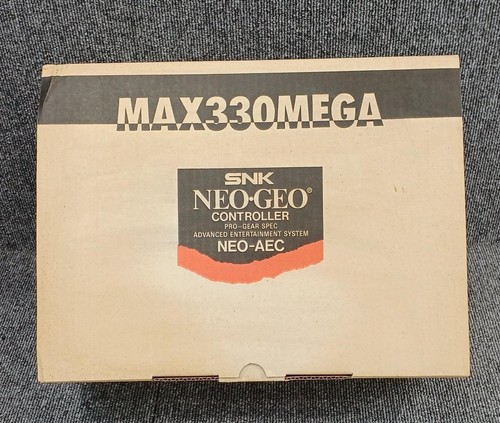 MAX330MEGA
SNK
NEO•GEO®
CONTROLLER
PRO-GEAR SPEC
ADVANCED ENTERTAINMENT SYSTEM
NEO-AEC